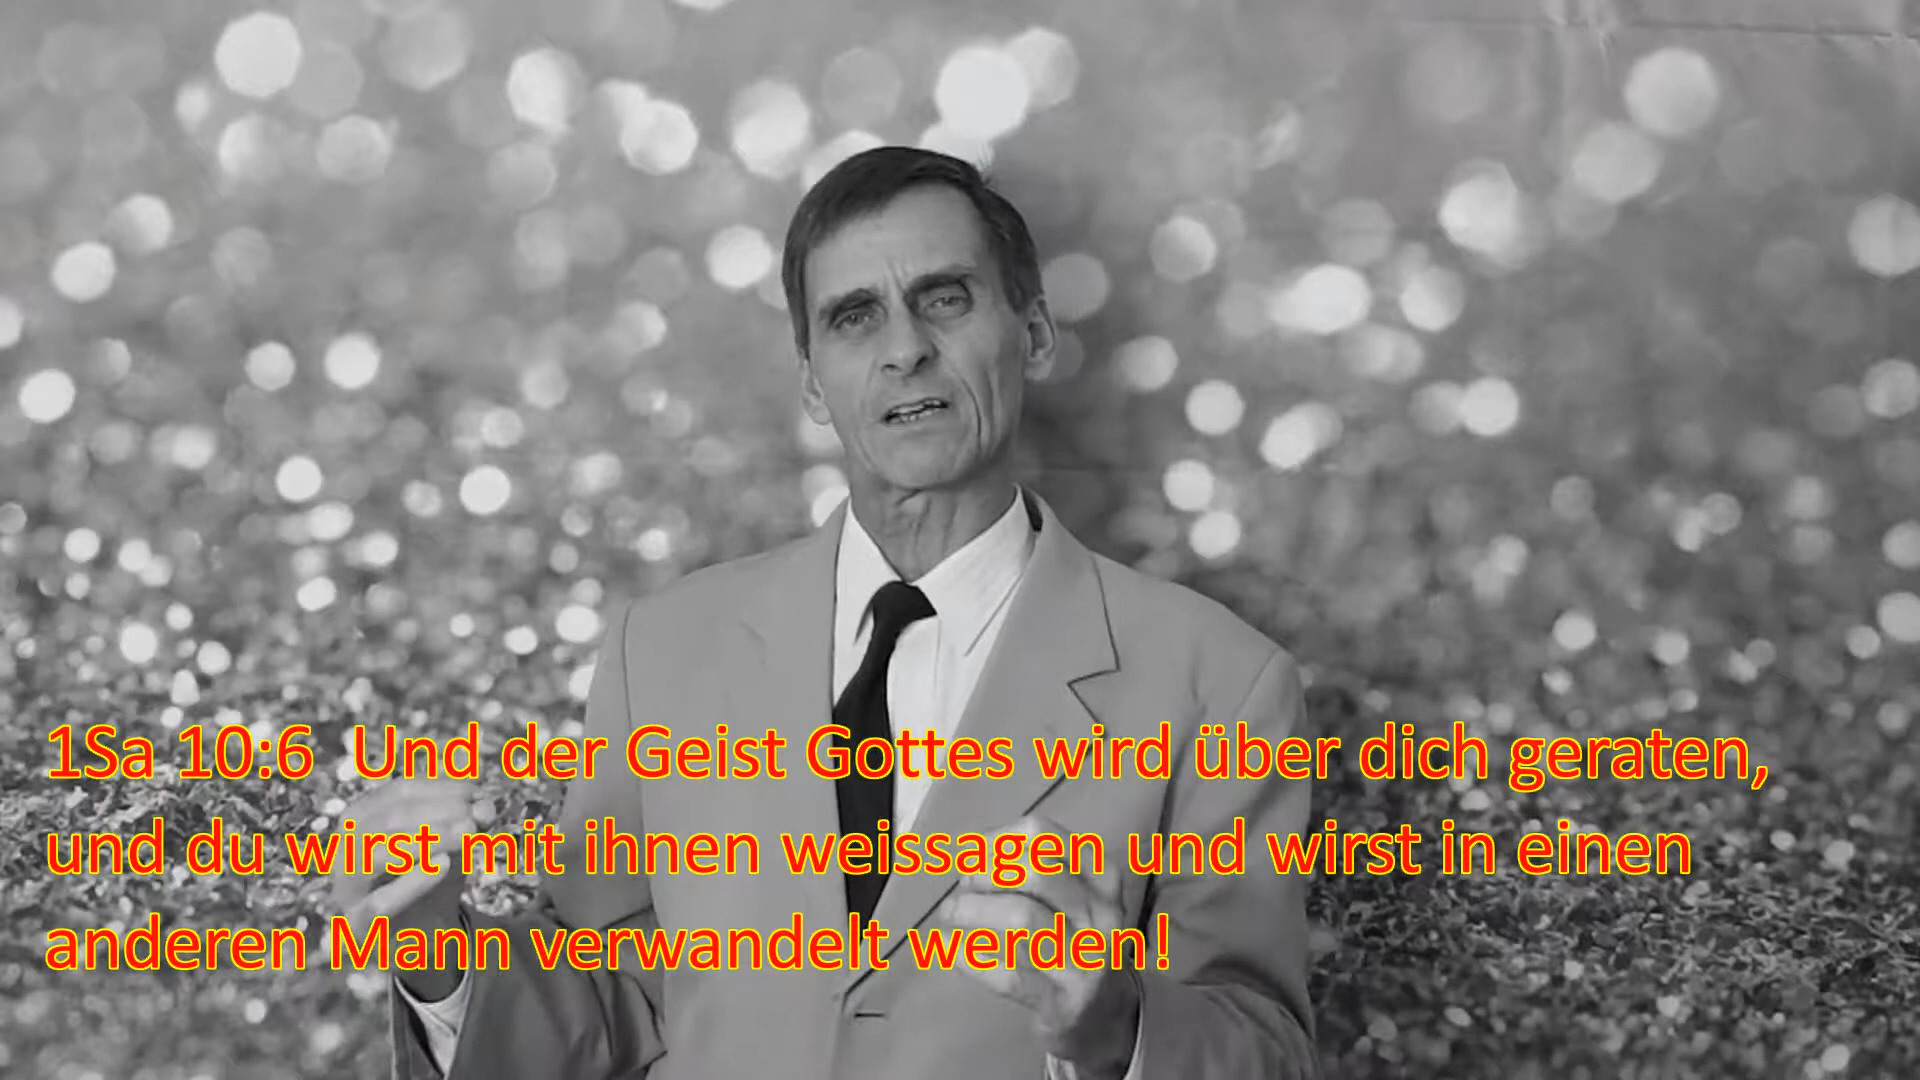 1Sa 10:6  Und der Geist Gottes wird über dich geraten,
und du wirst mit ihnen weissagen und wirst in einen
anderen Mann verwandelt werden!